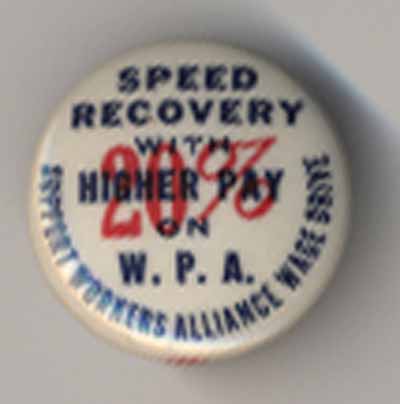 SPEED
RECOVERY
WITH
20%
HIGHER PAY
ON
W. P. A.
SUPPORT WORKERS ALLIANCE WAGE DRIVE